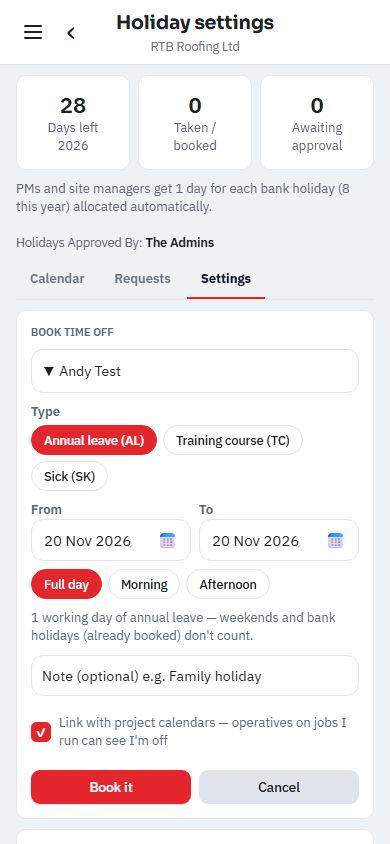 Holiday settings
RTB Roofing Ltd
28
Days left
2026
0
Taken /
booked
0
Awaiting
approval
PMs and site managers get 1 day for each bank holiday (8
this year) allocated automatically.
Holidays Approved By: The Admins
Calendar
Requests
Settings
BOOK TIME OFF
▼ Andy Test
Type
Annual leave (AL)
Training course (TC)
Sick (SK)
From
To
20 Nov 2026
20 Nov 2026
Full day
Morning
Afternoon
1 working day of annual leave — weekends and bank
holidays (already booked) don't count.
Note (optional) e.g. Family holiday
Link with project calendars — operatives on jobs I
run can see I'm off
Book it
Cancel